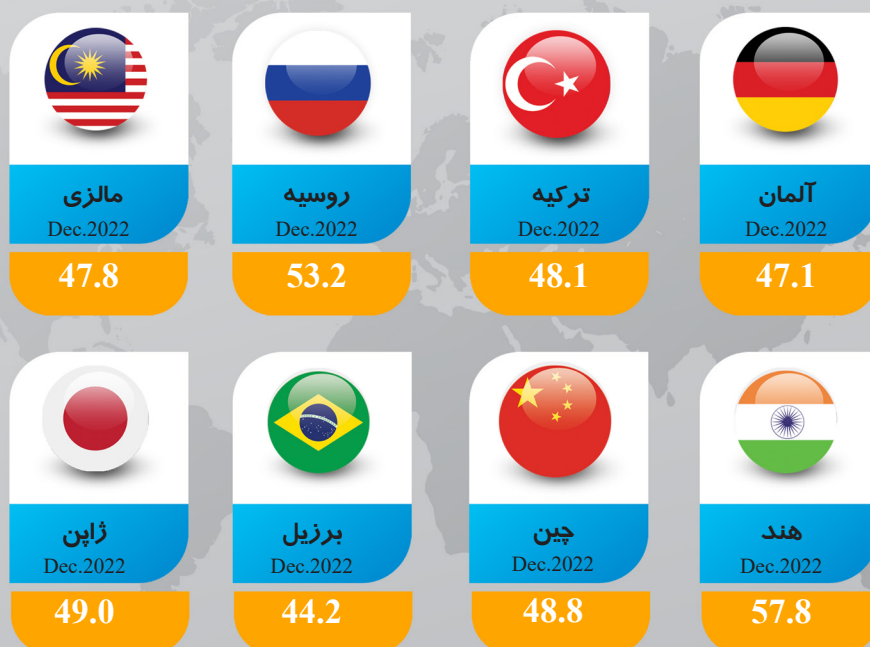 آلمان
Dec.2022
47.1
ترکیه
Dec.2022
48.1
روسیه
Dec.2022
53.2
مالزی
Dec.2022
47.8
هند
Dec.2022
57.8
چین
Dec.2022
48.8
برزیل
Dec.2022
44.2
ژاپن
Dec.2022
49.0